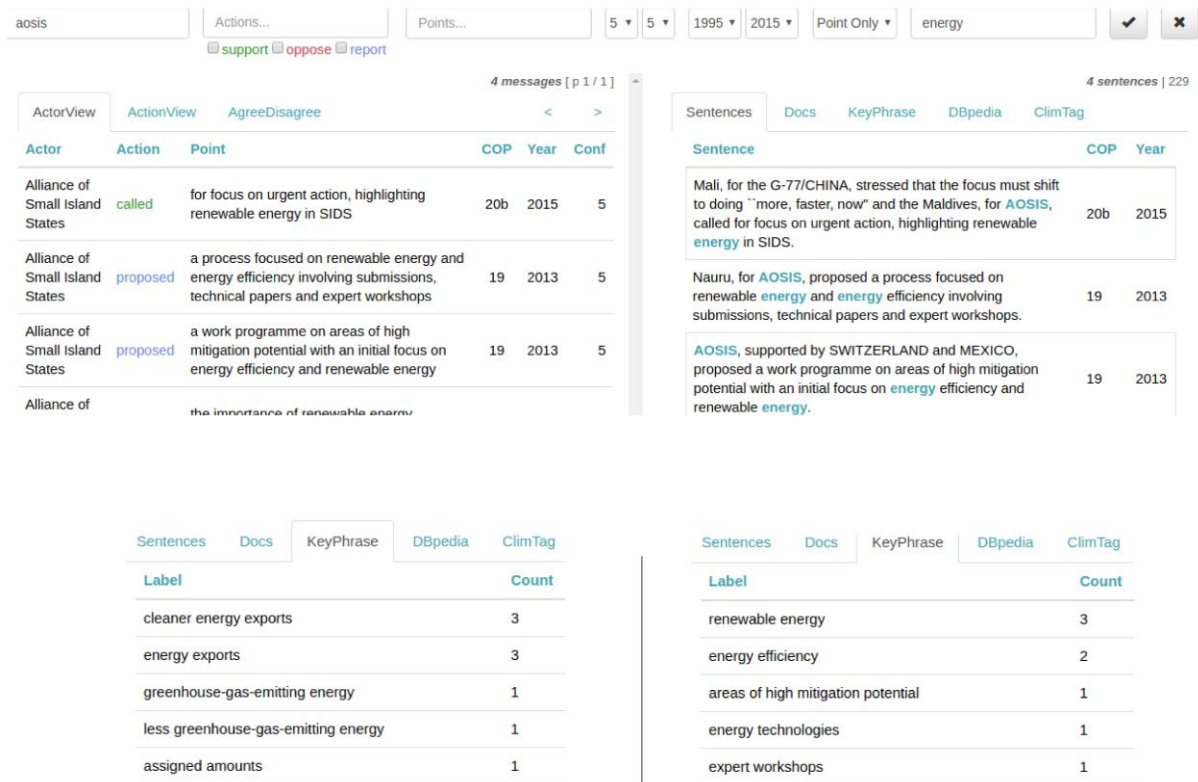 aosis Actions... Points... 5 5 1995 2015 Point Only energy
support oppose report
4 messages [ p 1 / 1 ]
ActorView ActionView AgreeDisagree < >
Actor Action Point COP Year Conf
Alliance of
Small Island
States
called
for focus on urgent action, highlighting
renewable energy in SIDS
20b 2015 5
Alliance of
Small Island
States
proposed
a process focused on renewable energy and
energy efficiency involving submissions,
technical papers and expert workshops
19 2013 5
Alliance of
Small Island
States
proposed
a work programme on areas of high
mitigation potential with an initial focus on
energy efficiency and renewable energy
19 2013 5
Alliance of
the importance of renewable energy
4 sentences | 229
Sentences Docs KeyPhrase DBpedia ClimTag
Sentence COP Year
Mali, for the G-77/CHINA, stressed that the focus must shift
to doing ``more, faster, now" and the Maldives, for AOSIS,
called for focus on urgent action, highlighting renewable
energy in SIDS.
20b 2015
Nauru, for AOSIS, proposed a process focused on
renewable energy and energy efficiency involving
submissions, technical papers and expert workshops.
19 2013
AOSIS, supported by SWITZERLAND and MEXICO,
proposed a work programme on areas of high mitigation
potential with an initial focus on energy efficiency and
renewable energy.
19 2013
Sentences Docs KeyPhrase DBpedia ClimTag
Label Count
cleaner energy exports 3
energy exports 3
greenhouse-gas-emitting energy 1
less greenhouse-gas-emitting energy 1
assigned amounts 1
Sentences Docs KeyPhrase DBpedia ClimTag
Label Count
renewable energy 3
energy efficiency 2
areas of high mitigation potential 1
energy technologies 1
expert workshops 1